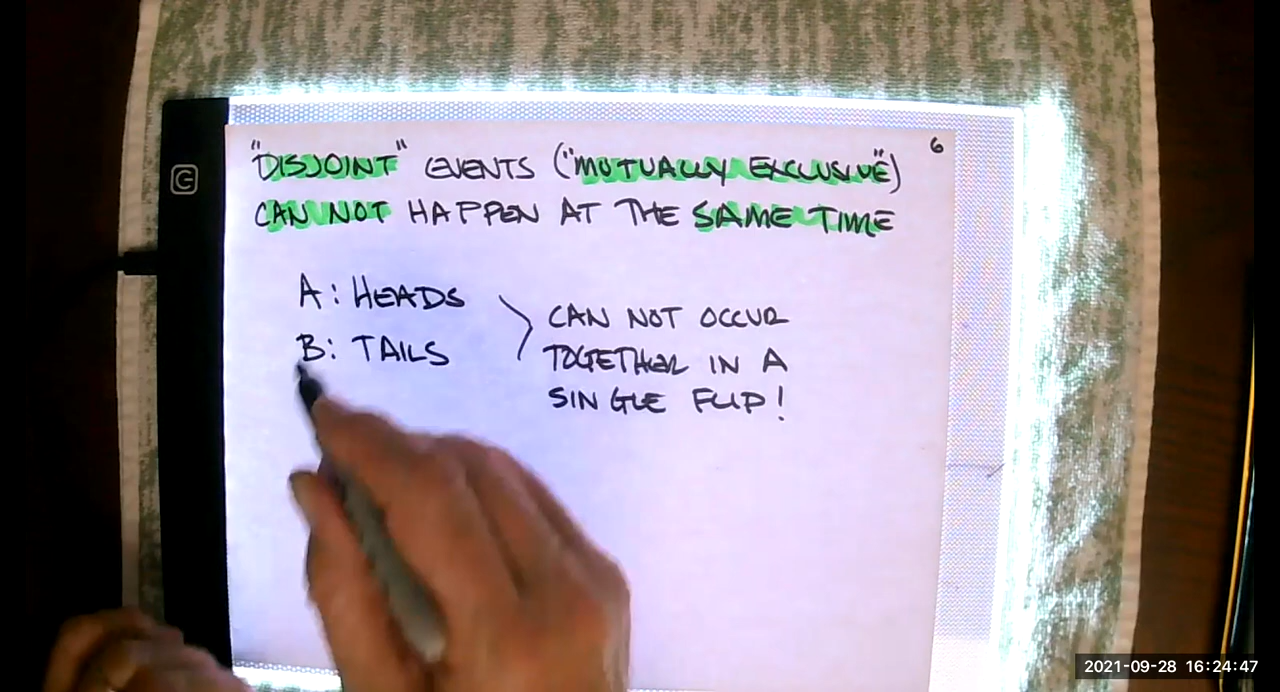 "DISJOINT" EVENTS ("MUTUALLY EXCLUSIVE")
CAN NOT HAPPEN AT THE SAME TIME
6
A: HEADS
B: TAILS
CAN NOT OCCUR
TOGETHER IN A
SINGLE FLIP!
2021-09-28 16:24:47